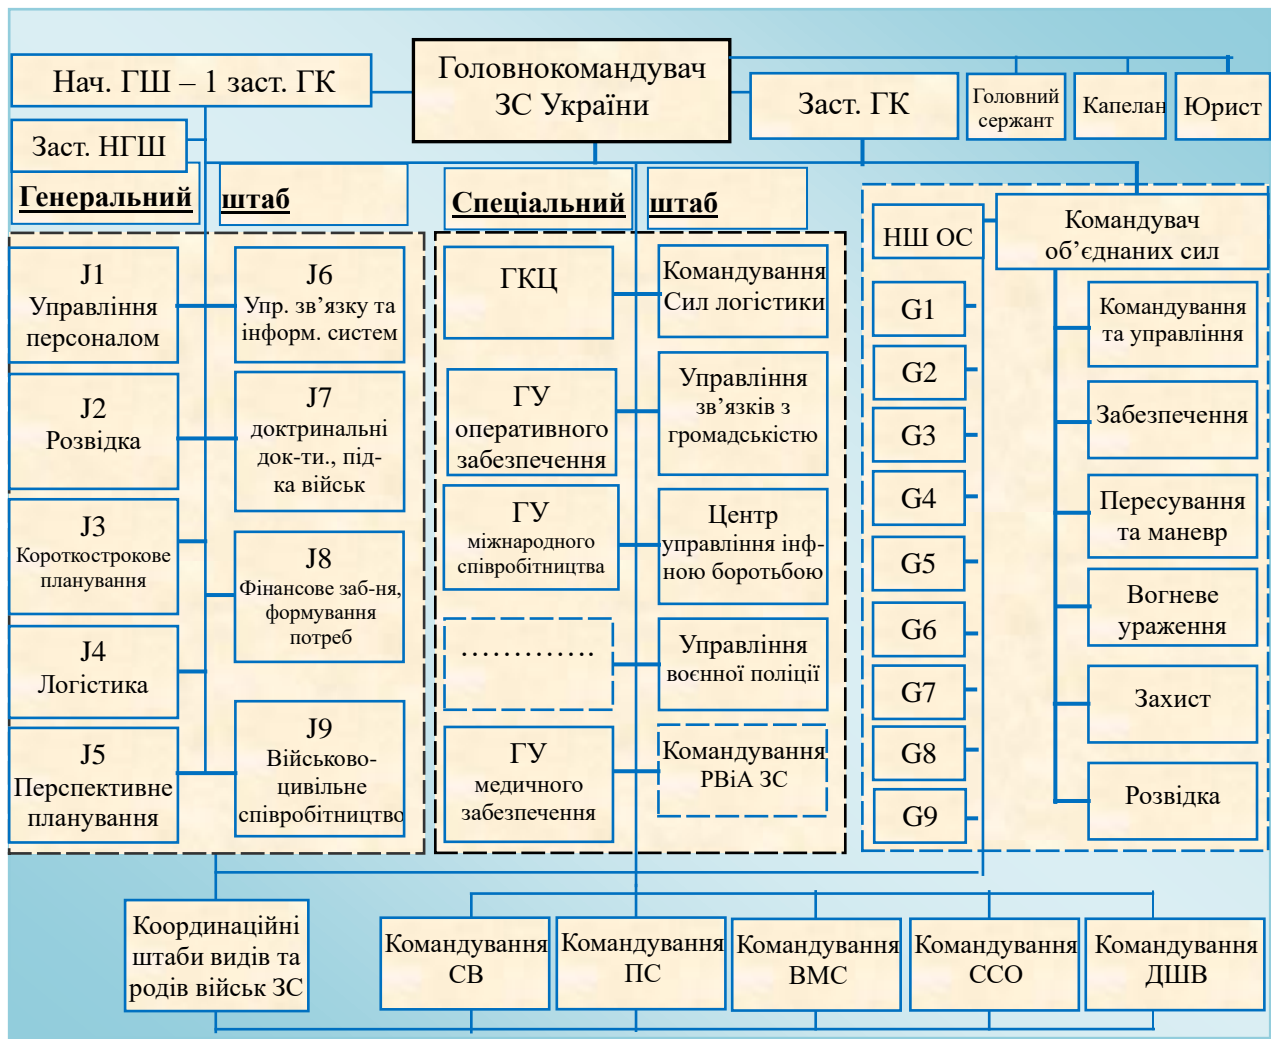 Нач. ГШ – 1 заст. ГК
Головнокомандувач
ЗС України
Заст. ГК
Головний
сержант
Капелан
Юрист
Заст. НГШ
Генеральний
штаб
Спеціальний
штаб
J1
Управління
персоналом
J6
Упр. зв’язку та
інформ. систем
J2
Розвідка
J7
доктринальні
док-ти., під-
ка військ
J3
Короткострокове
планування
J8
Фінансове заб-ня,
формування
потреб
J4
Логістика
J5
Перспективне
планування
J9
Військово-
цивільне
співробітництво
ГКЦ
Командування
Сил логістики
ГУ
оперативного
забезпечення
Управління
зв’язків з
громадськістю
ГУ
міжнародного
співробітництва
Центр
управління інф-
ною боротьбою
………….
Управління
воєнної поліції
ГУ
медичного
забезпечення
Командування
РВіА ЗС
НШ ОС
Командувач
об’єднаних сил
G1
G2
G3
G4
G5
G6
G7
G8
G9
Командування
та управління
Забезпечення
Пересування
та маневр
Вогневе
ураження
Захист
Розвідка
Координаційні
штаби видів та
родів військ ЗС
Командування
СВ
Командування
ПС
Командування
ВМС
Командування
ССО
Командування
ДШВ